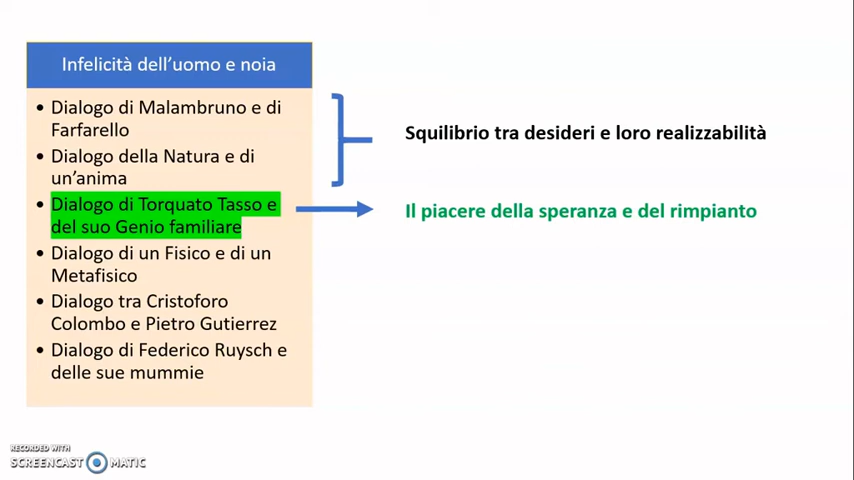 Infelicità dell'uomo e noia
• Dialogo di Malambruno e di
Farfarello
• Dialogo della Natura e di
un'anima
• Dialogo di Torquato Tasso e
del suo Genio familiare
• Dialogo di un Fisico e di un
Metafisico
• Dialogo tra Cristoforo
Colombo e Pietro Gutierrez
• Dialogo di Federico Ruysch e
delle sue mummie
Squilibrio tra desideri e loro realizzabilità
Il piacere della speranza e del rimpianto
RECORDED WITH
SCREENCAST MATIC